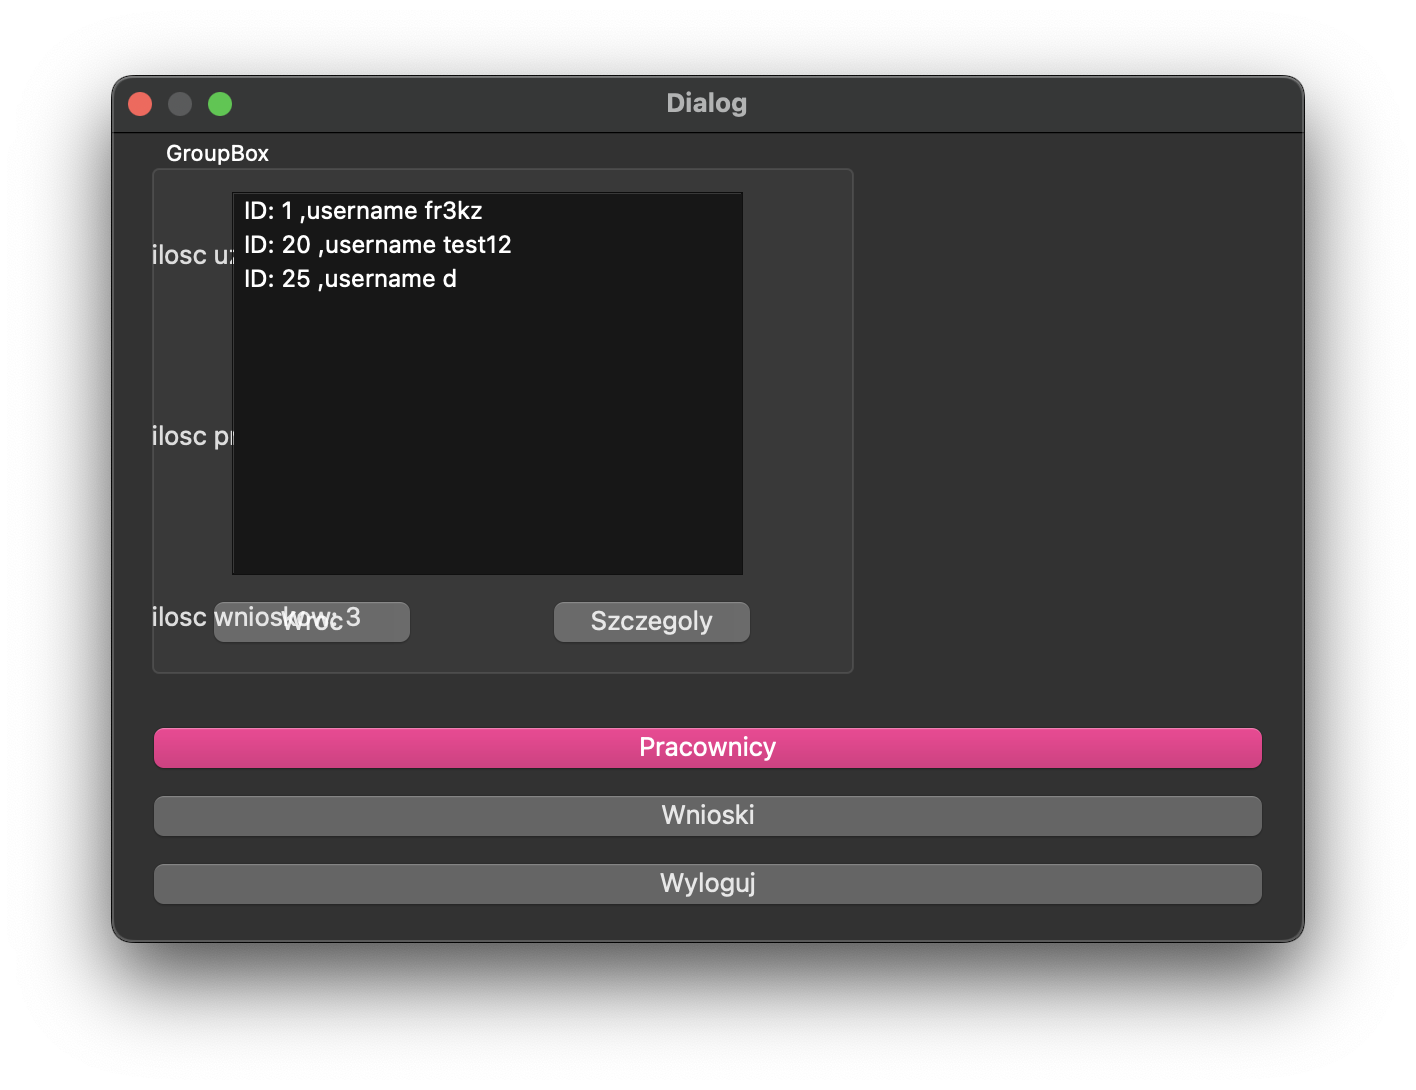 Dialog
GroupBox
ID: 1 ,username fr3kz
ID: 20 ,username test12
ilosc
ID: 25 ,username d
ilosc
ilosc wnioskow: 3
Wroc
Szczegoly
Pracownicy
Wnioski
Wyloguj